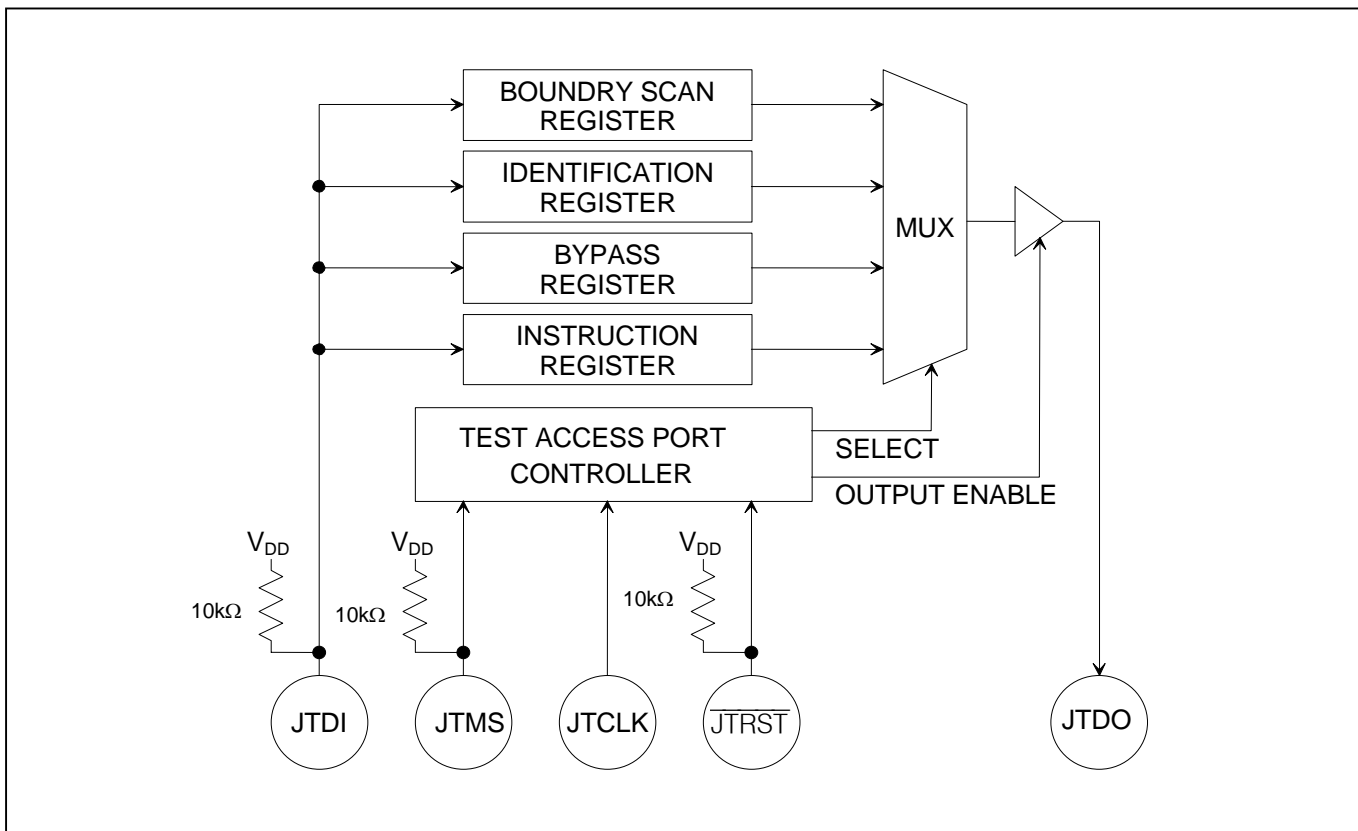 BOUNDRY SCAN
REGISTER
IDENTIFICATION
REGISTER
BYPASS
REGISTER
INSTRUCTION
REGISTER
MUX
TEST ACCESS PORT
CONTROLLER
SELECT
OUTPUT ENABLE
VDD
VDD
VDD
10kΩ
10kΩ
10kΩ
JTDI
JTMS
JTCLK
JTRST
JTDO